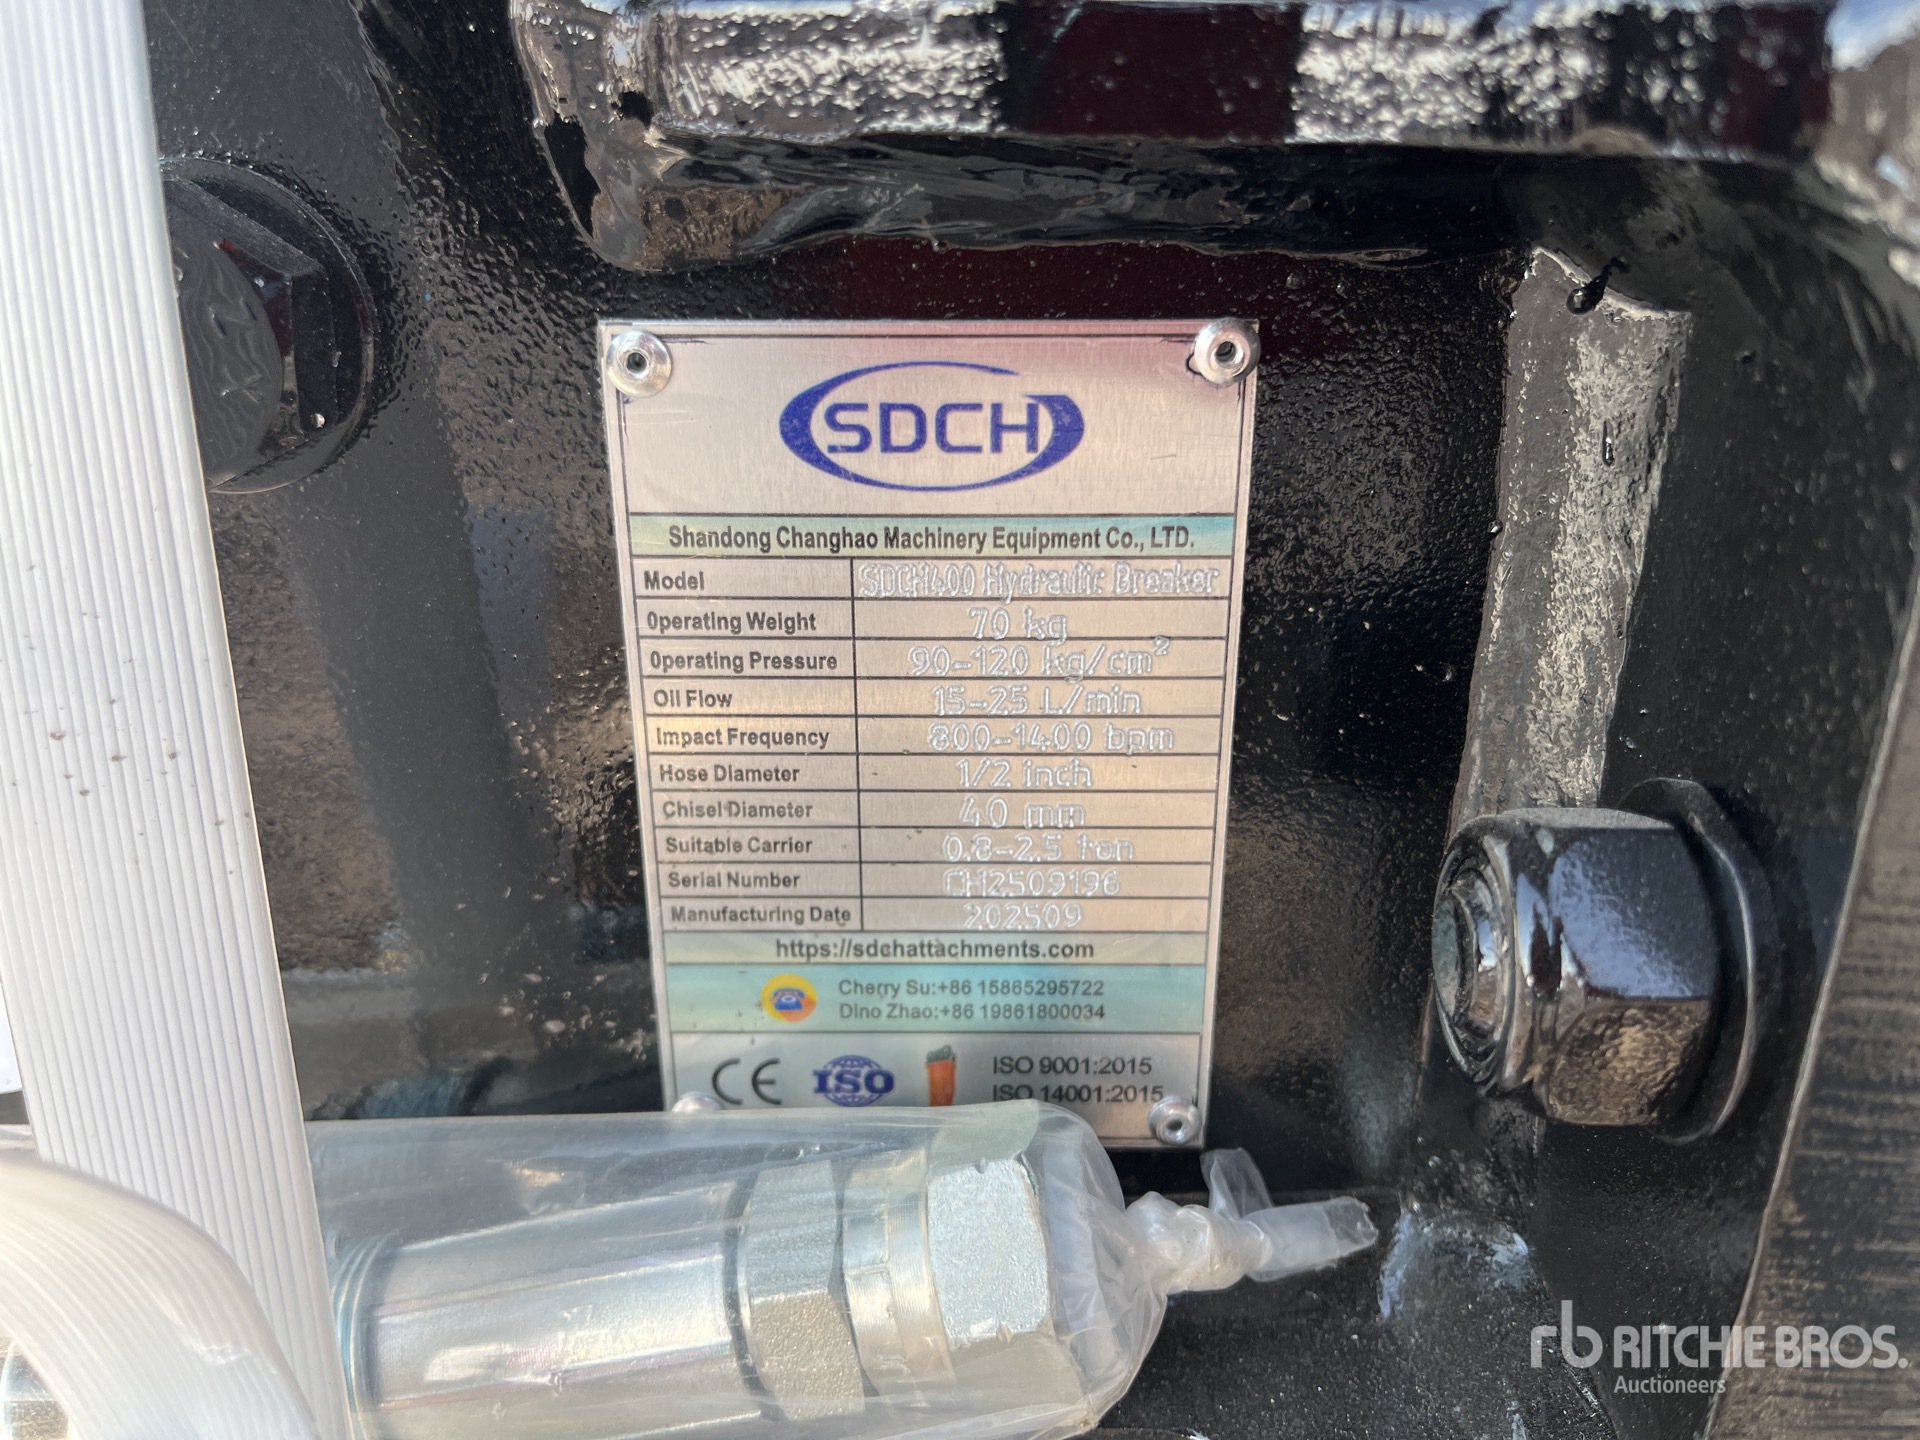 SDCH
Shandong Changhao Machinery Equipment Co., LTD.
Model SDCH400 Hydraulic Breaker
Operating Weight 70 kg
Operating Pressure 90-120 kg/cm²
Oil Flow 15-25 L/min
Impact Frequency 800-1400 bpm
Hose Diameter 1/2 inch
Chisel Diameter 40 mm
Suitable Carrier 0.8-2.5 ton
Serial Number CH2509196
Manufacturing Date 202509
https://sdchattachments.com
Cherry Su:+86 15865295722
Dino Zhao:+86 19861800034
CE ISO ISO 9001:2015
ISO 14001:2015
rb RITCHIE BROS.
Auctioneers